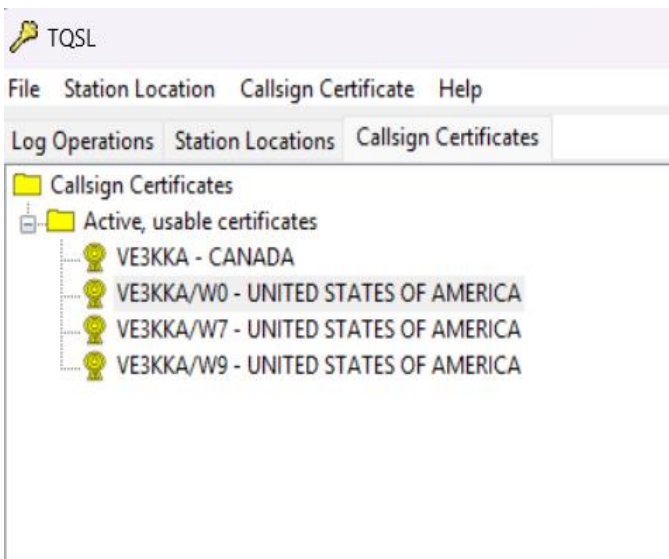 TQSL
File Station Location Callsign Certificate Help
Log Operations Station Locations Callsign Certificates
Callsign Certificates
Active, usable certificates
VE3KKA - CANADA
VE3KKA/W0 - UNITED STATES OF AMERICA
VE3KKA/W7 - UNITED STATES OF AMERICA
VE3KKA/W9 - UNITED STATES OF AMERICA